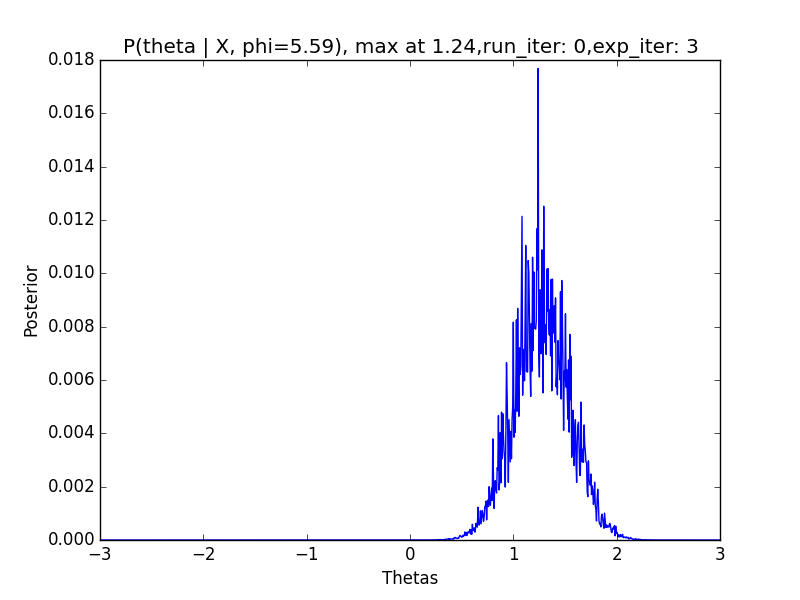 P(theta | X, phi=5.59), max at 1.24,run_iter: 0,exp_iter: 3
0.018
0.016
0.014
0.012
0.010
0.008
0.006
0.004
0.002
0.000
Posterior
−3 −2 −1 0 1 2 3
Thetas